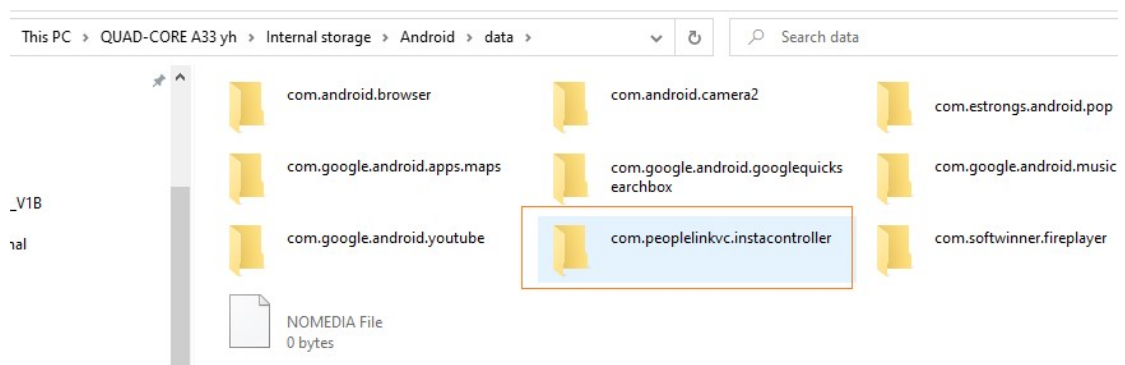 This PC > QUAD-CORE A33 yh > Internal storage > Android > data >
Search data
com.android.browser
com.android.camera2
com.estrongs.android.pop
com.google.android.apps.maps
com.google.android.googlequicks
earchbox
com.google.android.music
_V1B
nal
com.google.android.youtube
com.peoplelinkvc.instacontroller
com.softwinner.fireplayer
NOMEDIA File
0 bytes